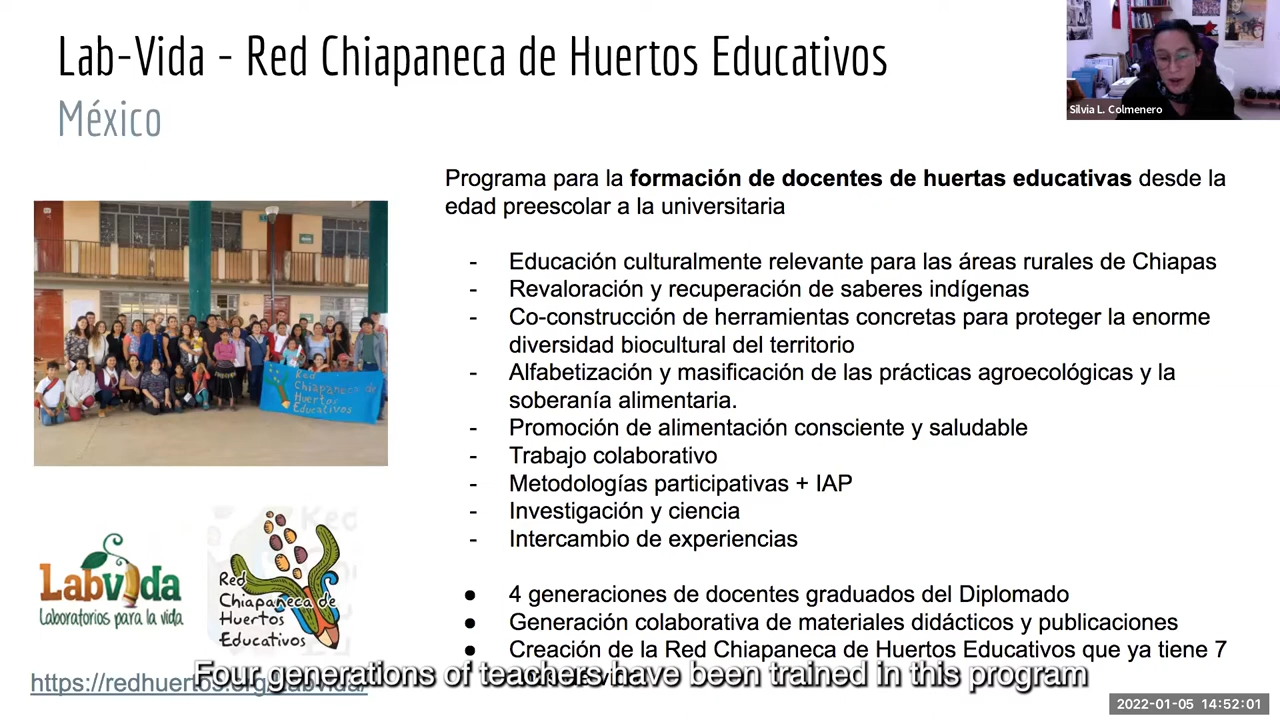 Lab-Vida - Red Chiapaneca de Huertos Educativos
México
Silvia L. Colmenero
Programa para la formación de docentes de huertas educativas desde la
edad preescolar a la universitaria
- Educación culturalmente relevante para las áreas rurales de Chiapas
- Revaloración y recuperación de saberes indígenas
- Co-construcción de herramientas concretas para proteger la enorme
diversidad biocultural del territorio
- Alfabetización y masificación de las prácticas agroecológicas y la
soberanía alimentaria.
- Promoción de alimentación consciente y saludable
- Trabajo colaborativo
- Metodologías participativas + IAP
- Investigación y ciencia
- Intercambio de experiencias
● 4 generaciones de docentes graduados del Diplomado
● Generación colaborativa de materiales didácticos y publicaciones
● Creación de la Red Chiapaneca de Huertos Educativos que ya tiene 7
Red
Chiapaneca de
Huertos
Educativos
Labvida
Laboratorios para la vida
Red
Chiapaneca de
Huertos
Educativos
https://redhuertos.org/labvida/
Four generations of teachers have been trained in this program
2022-01-05 14:52:01